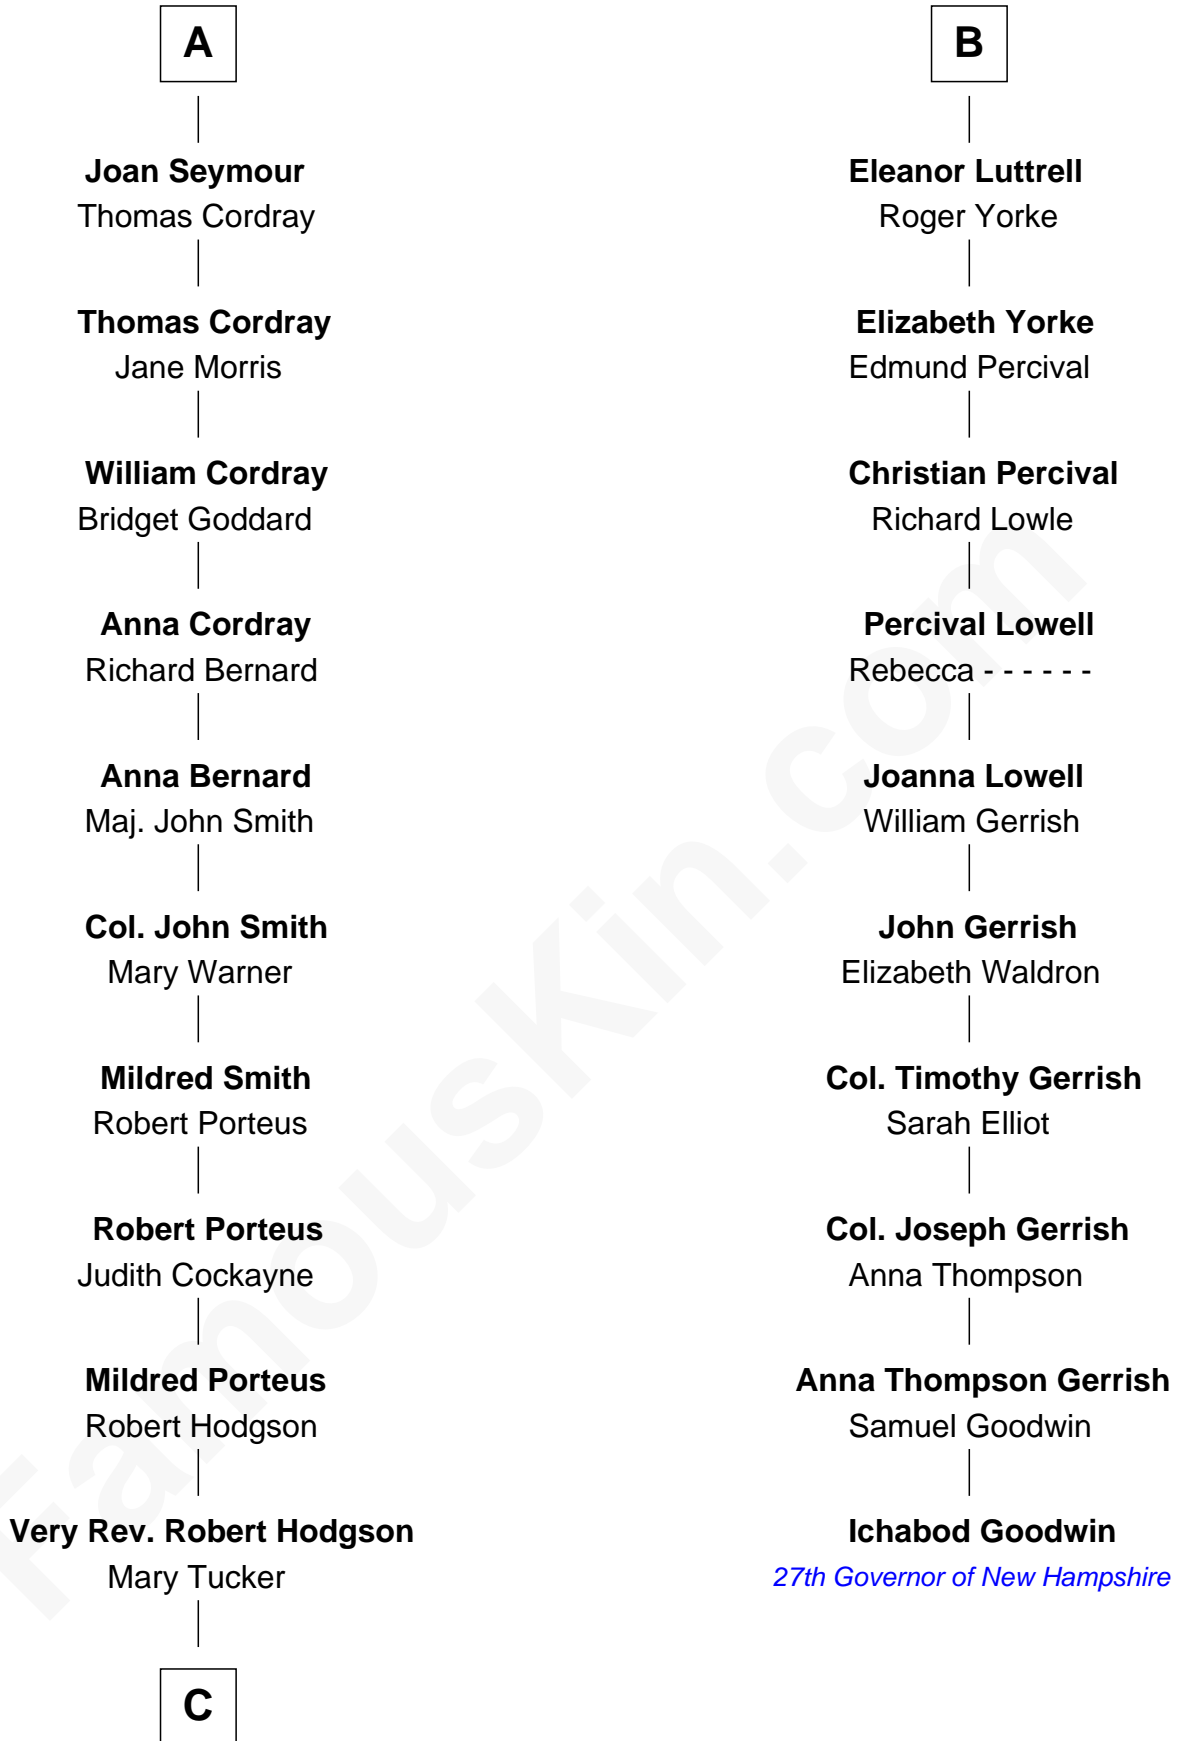 A
Joan Seymour
Thomas Cordray
Thomas Cordray
Jane Morris
William Cordray
Bridget Goddard
Anna Cordray
Richard Bernard
Anna Bernard
Maj. John Smith
Col. John Smith
Mary Warner
Mildred Smith
Robert Porteus
Robert Porteus
Judith Cockayne
Mildred Porteus
Robert Hodgson
Very Rev. Robert Hodgson
Mary Tucker
C
B
Eleanor Luttrell
Roger Yorke
Elizabeth Yorke
Edmund Percival
Christian Percival
Richard Lowle
Percival Lowell
Rebecca - - - - - -
Joanna Lowell
William Gerrish
John Gerrish
Elizabeth Waldron
Col. Timothy Gerrish
Sarah Elliot
Col. Joseph Gerrish
Anna Thompson
Anna Thompson Gerrish
Samuel Goodwin
Ichabod Goodwin
27th Governor of New Hampshire
FamousKin.com